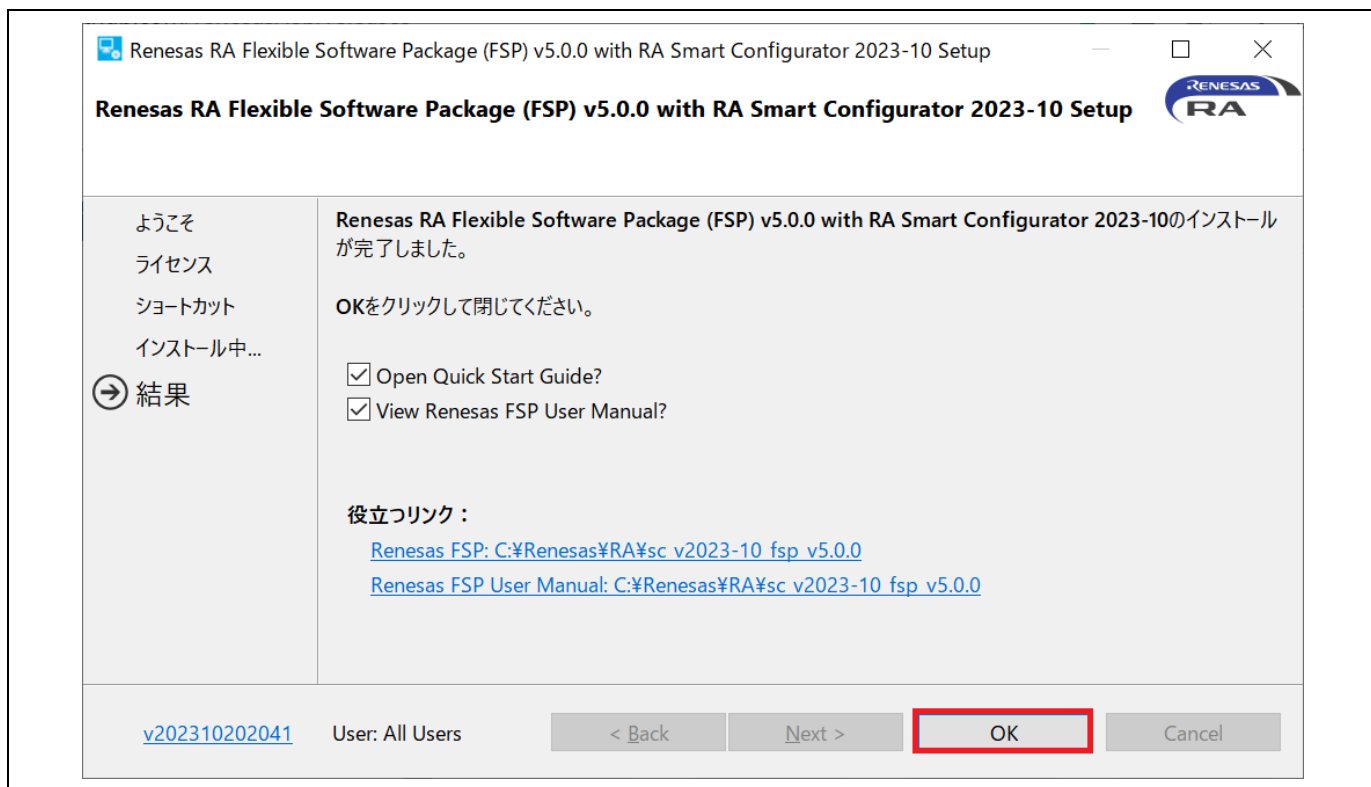 Renesas RA Flexible Software Package (FSP) v5.0.0 with RA Smart Configurator 2023-10 Setup
Renesas RA Flexible Software Package (FSP) v5.0.0 with RA Smart Configurator 2023-10 Setup
RENESAS
RA
ようこそ
ライセンス
ショートカット
インストール中...
結果
Renesas RA Flexible Software Package (FSP) v5.0.0 with RA Smart Configurator 2023-10のインストール
が完了しました。
OKをクリックして閉じてください。
Open Quick Start Guide?
View Renesas FSP User Manual?
役立つリンク：
Renesas FSP: C:¥Renesas¥RA¥sc_v2023-10_fsp_v5.0.0
Renesas FSP User Manual: C:¥Renesas¥RA¥sc_v2023-10_fsp_v5.0.0
v202310202041 User: All Users < Back Next > OK Cancel